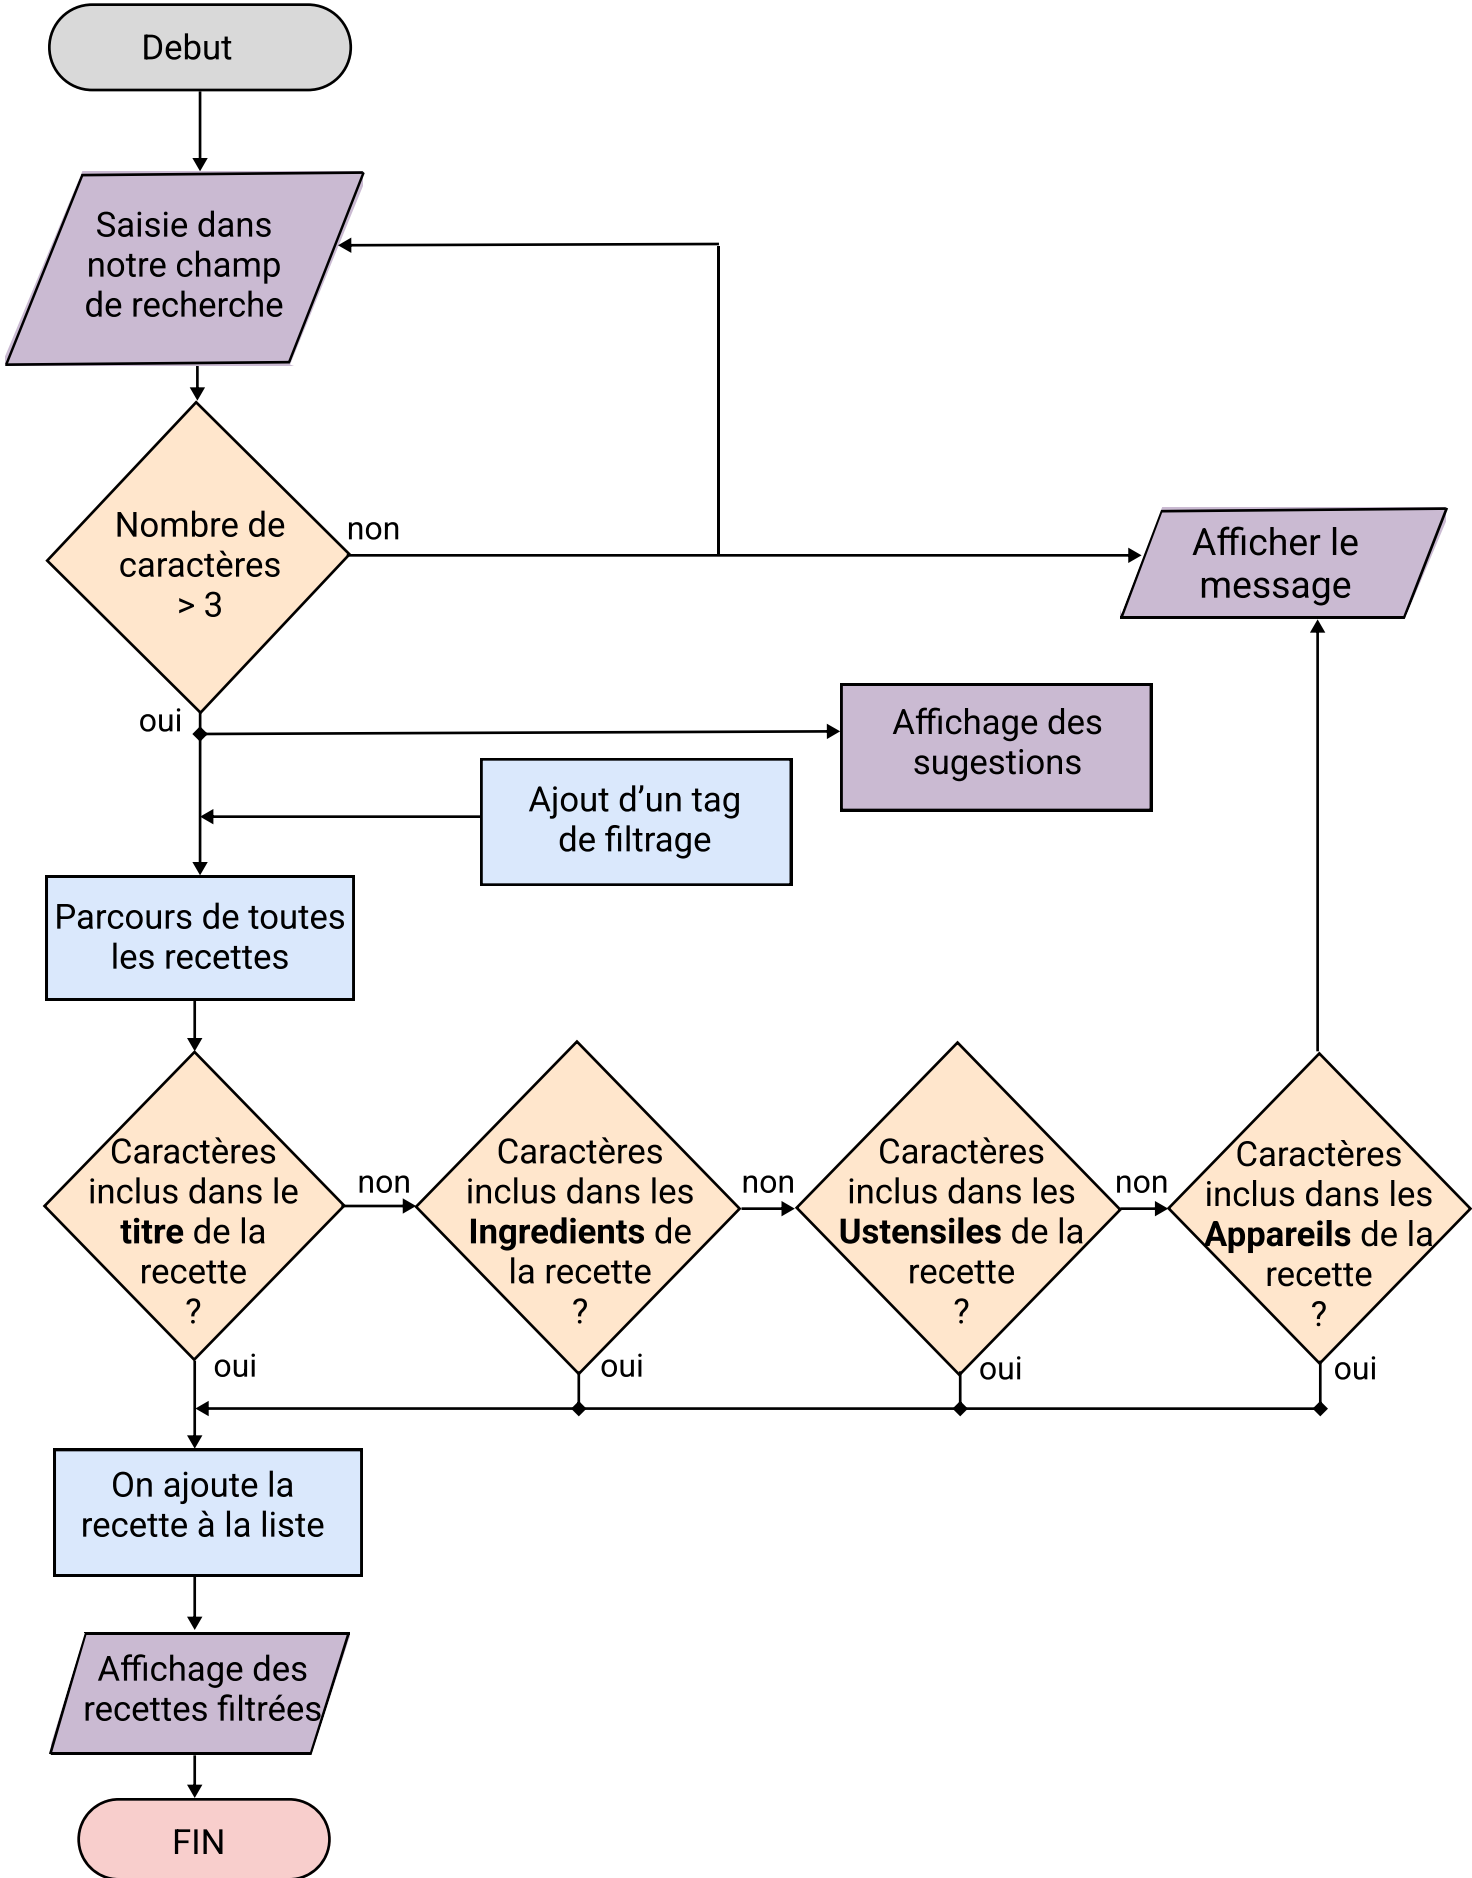 Debut
Saisie dans
notre champ
de recherche
Nombre de
caractères
> 3
non
Afficher le
message
oui
Affichage des
sugestions
Ajout d’un tag
de filtrage
Parcours de toutes
les recettes
Caractères
inclus dans le
titre de la
recette
?
non
Caractères
inclus dans les
Ingredients de
la recette
?
non
Caractères
inclus dans les
Ustensiles de la
recette
?
non
Caractères
inclus dans les
Appareils de la
recette
?
oui
oui
oui
oui
On ajoute la
recette à la liste
Affichage des
recettes filtrées
FIN